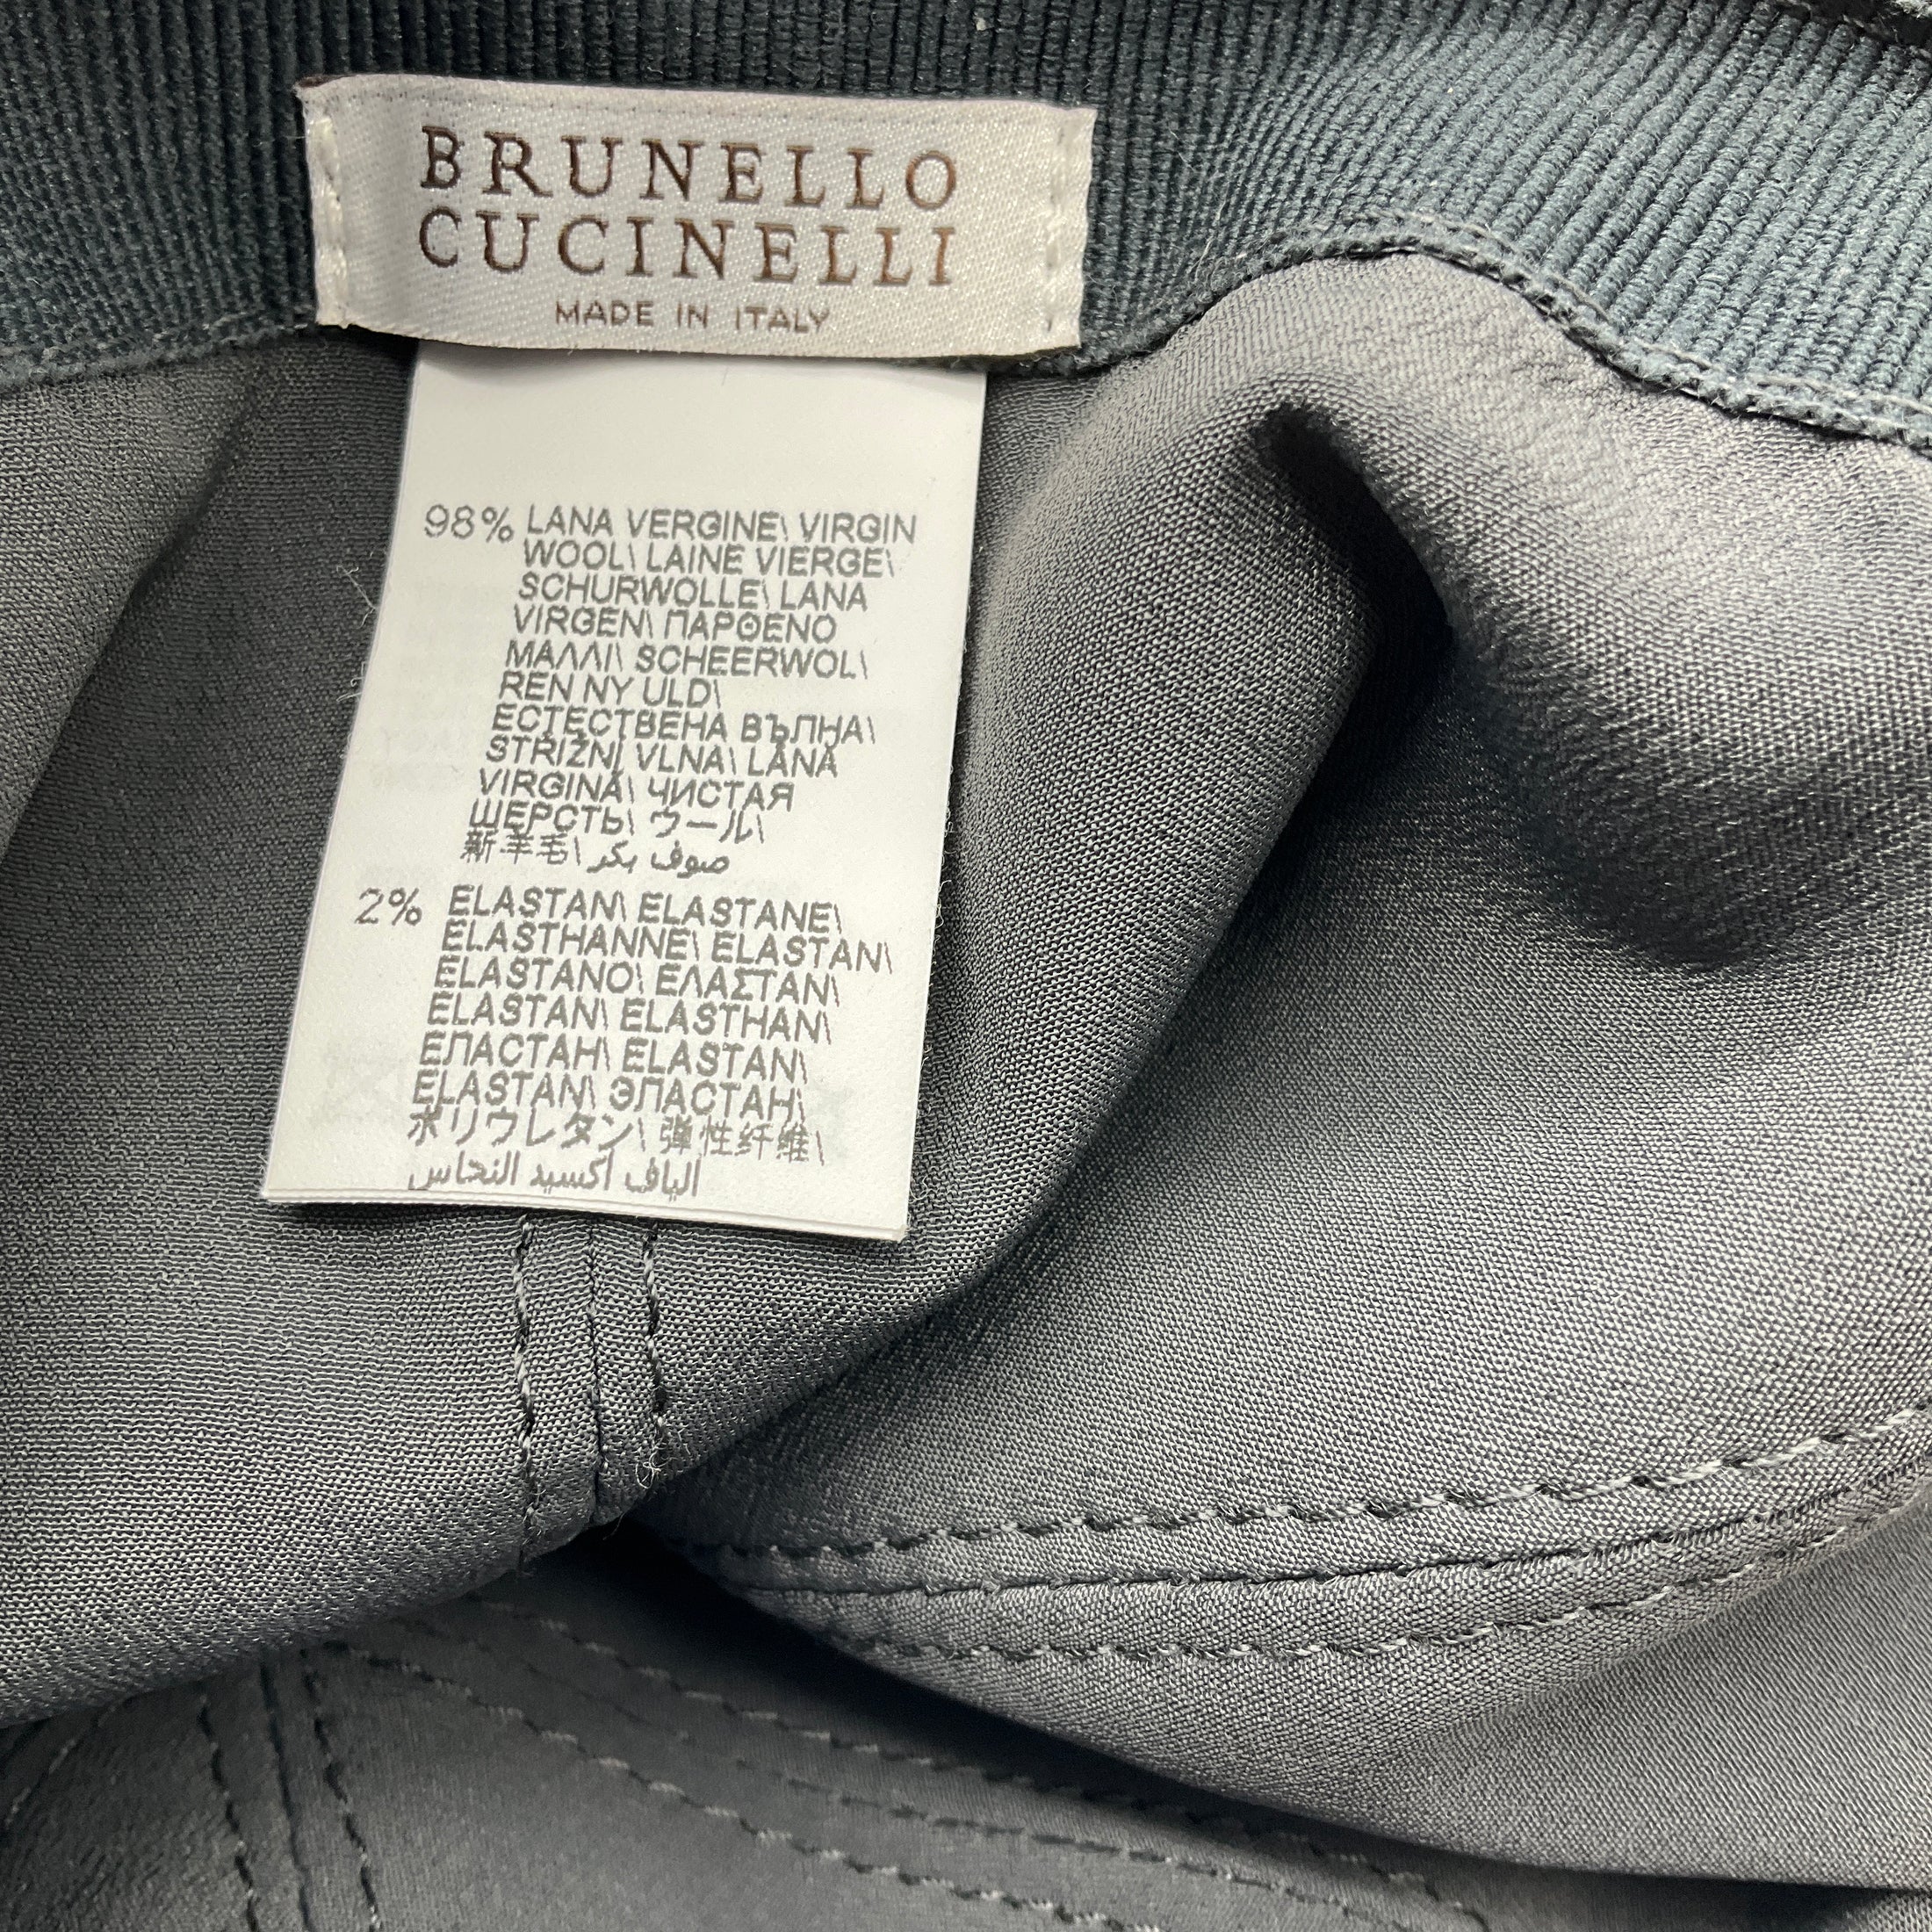 BRUNELLO
CUCINELLI
MADE IN ITALY
98% LANA VERGINE\ VIRGIN
WOOL\ LAINE VIERGE\
SCHURWOLLE\ LANA
VIRGEN\ ΠΑΡΘΕΝΟ
ΜΑΛΛΙ\ SCHEERWOL\
REN NY ULD\
ЕСТЕСТВЕНА ВЪЛНА\
STŘIŽNÍ VLNA\ LÂNĂ
VIRGINĂ\ ЧИСТАЯ
ШЕРСТЬ\ ウール\
新羊毛\ صوف بكر
2% ELASTAN\ ELASTANE\
ELASTHANNE\ ELASTAN\
ELASTANO\ ΕΛΑΣΤΑΝ\
ELASTAN\ ELASTHAN\
ЕЛАСТАН\ ELASTAN\
ELASTAN\ ЭЛАСТАН\
ポリウレタン\ 弹性纤维\
الياف اكسيد النحاس